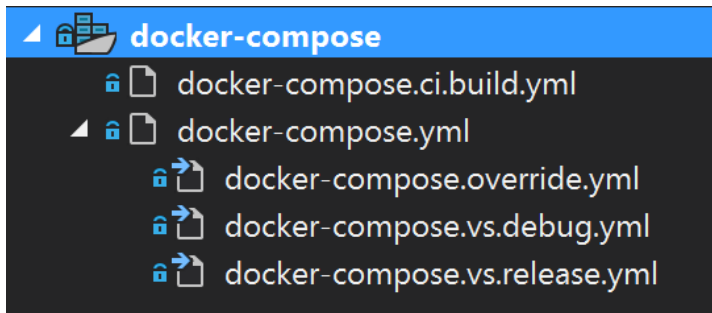 docker-compose
docker-compose.ci.build.yml
docker-compose.yml
docker-compose.override.yml
docker-compose.vs.debug.yml
docker-compose.vs.release.yml